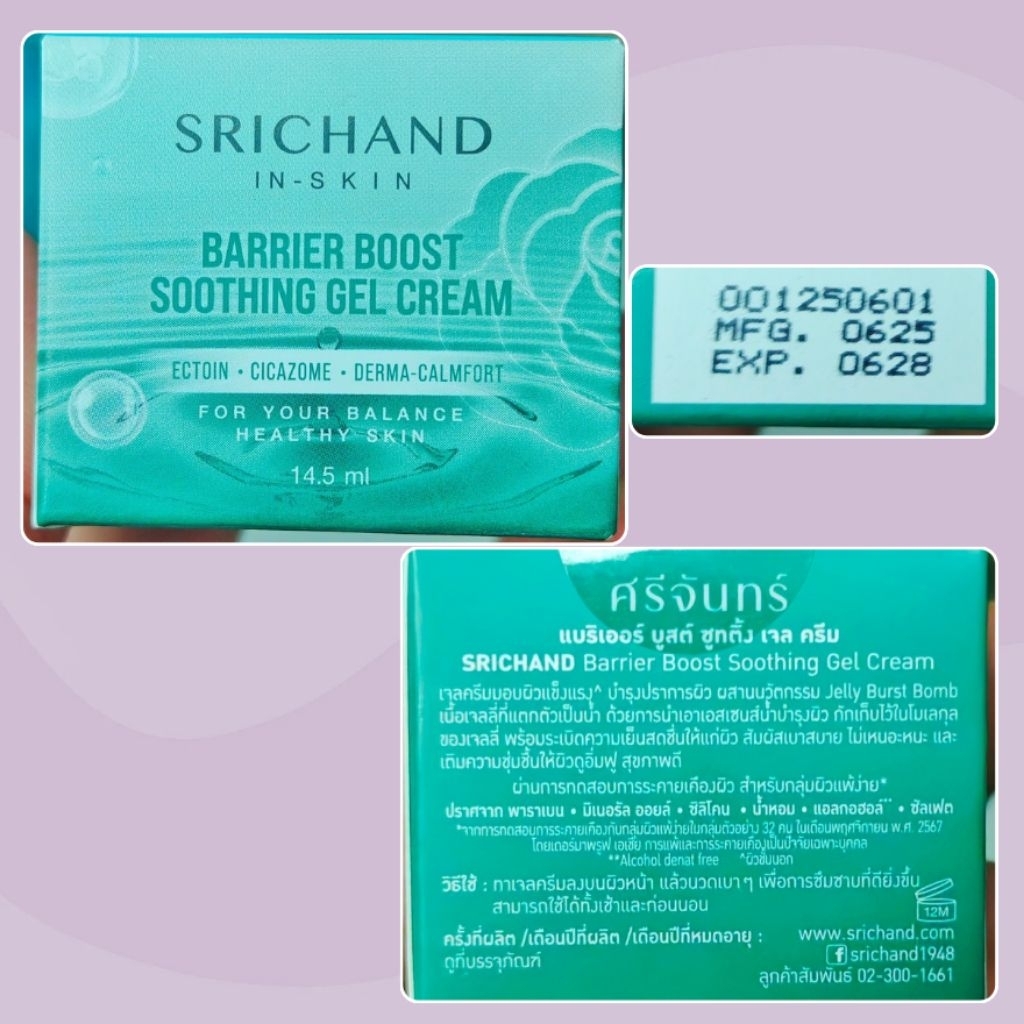 SRICHAND
IN-SKIN
BARRIER BOOST
SOOTHING GEL CREAM
ECTOIN • CICAZOME • DERMA-CALMFORT
FOR YOUR BALANCE
HEALTHY SKIN
14.5 ml
001250601
MFG. 0625
EXP. 0628
ศรีจันทร์
แบริเออร์ บูสต์ ซูทติ้ง เจล ครีม
SRICHAND Barrier Boost Soothing Gel Cream
เจลครีมมอบผิวแข็งแรง^ บำรุงปราการผิว ผสานนวัตกรรม Jelly Burst Bomb
เนื้อเจลลี่ที่แตกตัวเป็นน้ำ ด้วยการนำเอาเอสเซนส์น้ำบำรุงผิว กักเก็บไว้ในโมเลกุล
ของเจลลี่ พร้อมระเบิดความเย็นสดชื่นให้แก่ผิว สัมผัสเบาสบาย ไม่เหนอะหนะ และ
เติมความชุ่มชื้นให้ผิวดูอิ่มฟู สุขภาพดี
ผ่านการทดสอบการระคายเคืองผิว สำหรับกลุ่มผิวแพ้ง่าย*
ปราศจาก พาราเบน • มิเนอรัล ออยล์ • ซิลิโคน • น้ำหอม • แอลกอฮอล์** • ซัลเฟต
*จากการทดสอบการระคายเคืองกับกลุ่มผิวแพ้ง่ายในกลุ่มตัวอย่าง 32 คน ในเดือนพฤศจิกายน พ.ศ. 2567
โดยเดอร์มาพรูฟ เอเชีย การแพ้และการระคายเคืองเป็นปัจจัยเฉพาะบุคคล
**Alcohol denat free ^ผิวชั้นนอก
วิธีใช้ : ทาเจลครีมลงบนผิวหน้า แล้วนวดเบาๆ เพื่อการซึมซาบที่ดียิ่งขึ้น
สามารถใช้ได้ทั้งเช้าและก่อนนอน
12M
ครั้งที่ผลิต /เดือนปีที่ผลิต /เดือนปีที่หมดอายุ :
ดูที่บรรจุภัณฑ์
www.srichand.com
f srichand1948
ลูกค้าสัมพันธ์ 02-300-1661